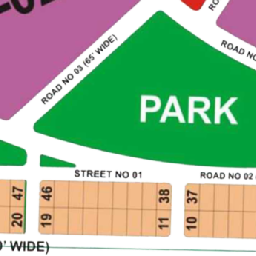 ROAD NO 03 (65' WIDE)
ROAD NO
PARK
STREET NO 01
ROAD NO 02
47 46 38 37
20 19 11 10
' WIDE)